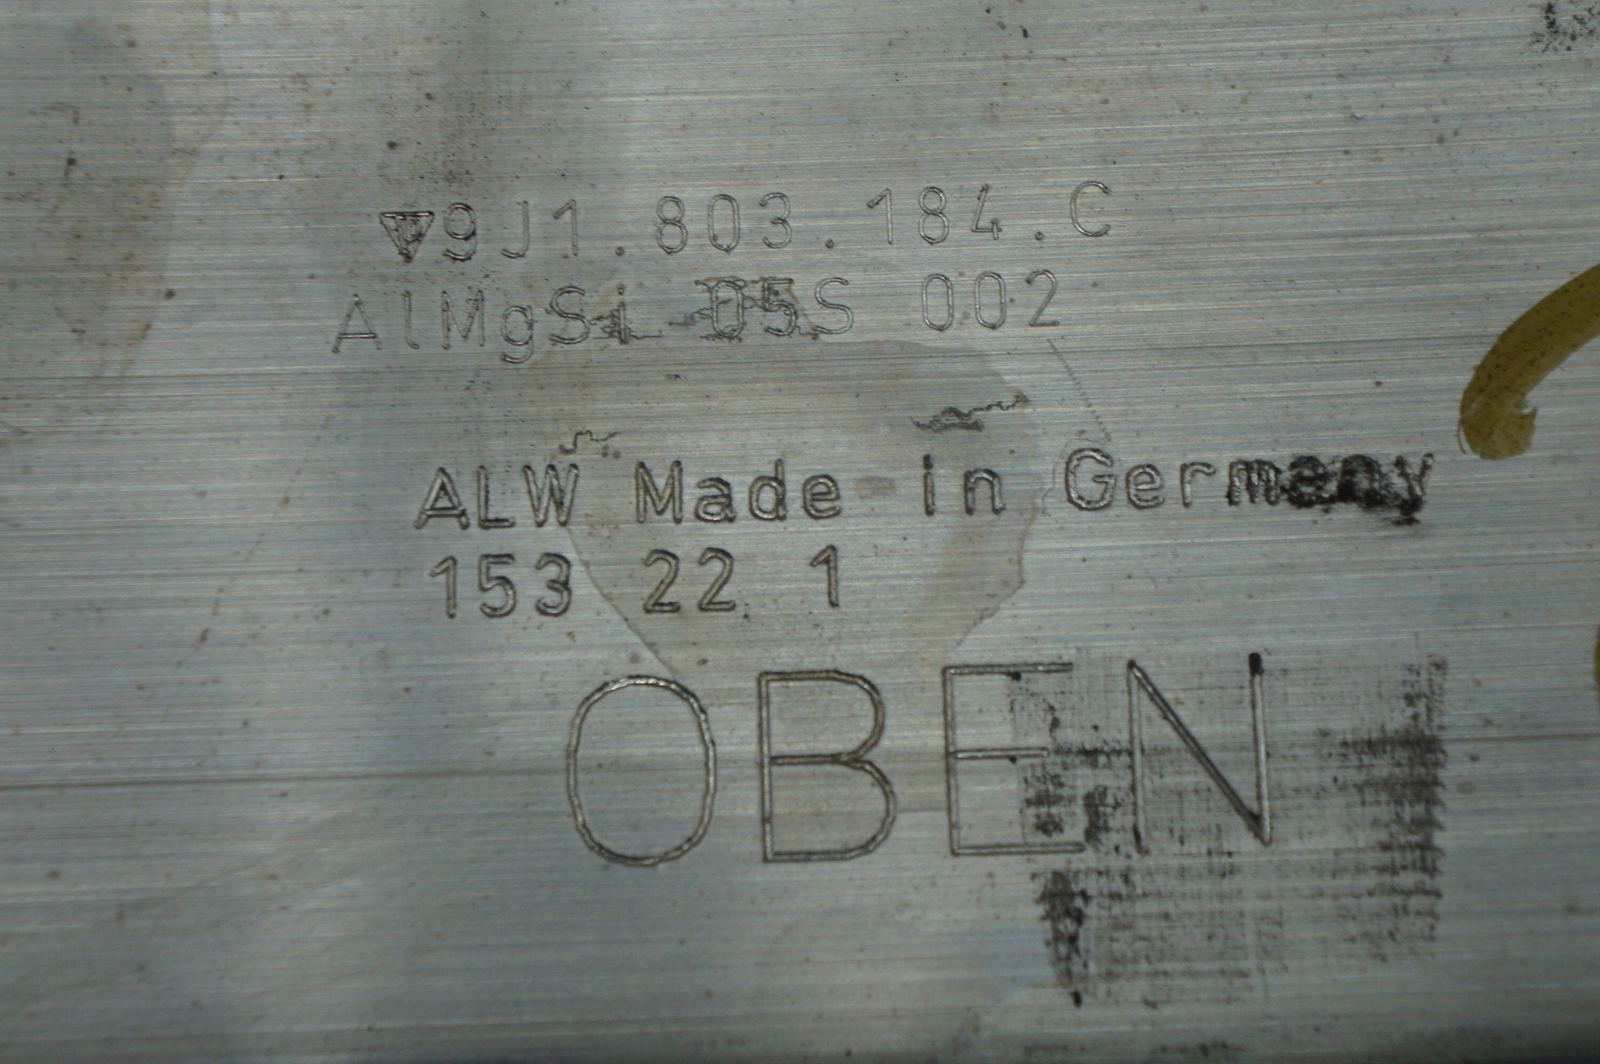 9J1.803.184.C
AlMgSi 05S 002
ALW Made in Germany
153 22 1
OBEN